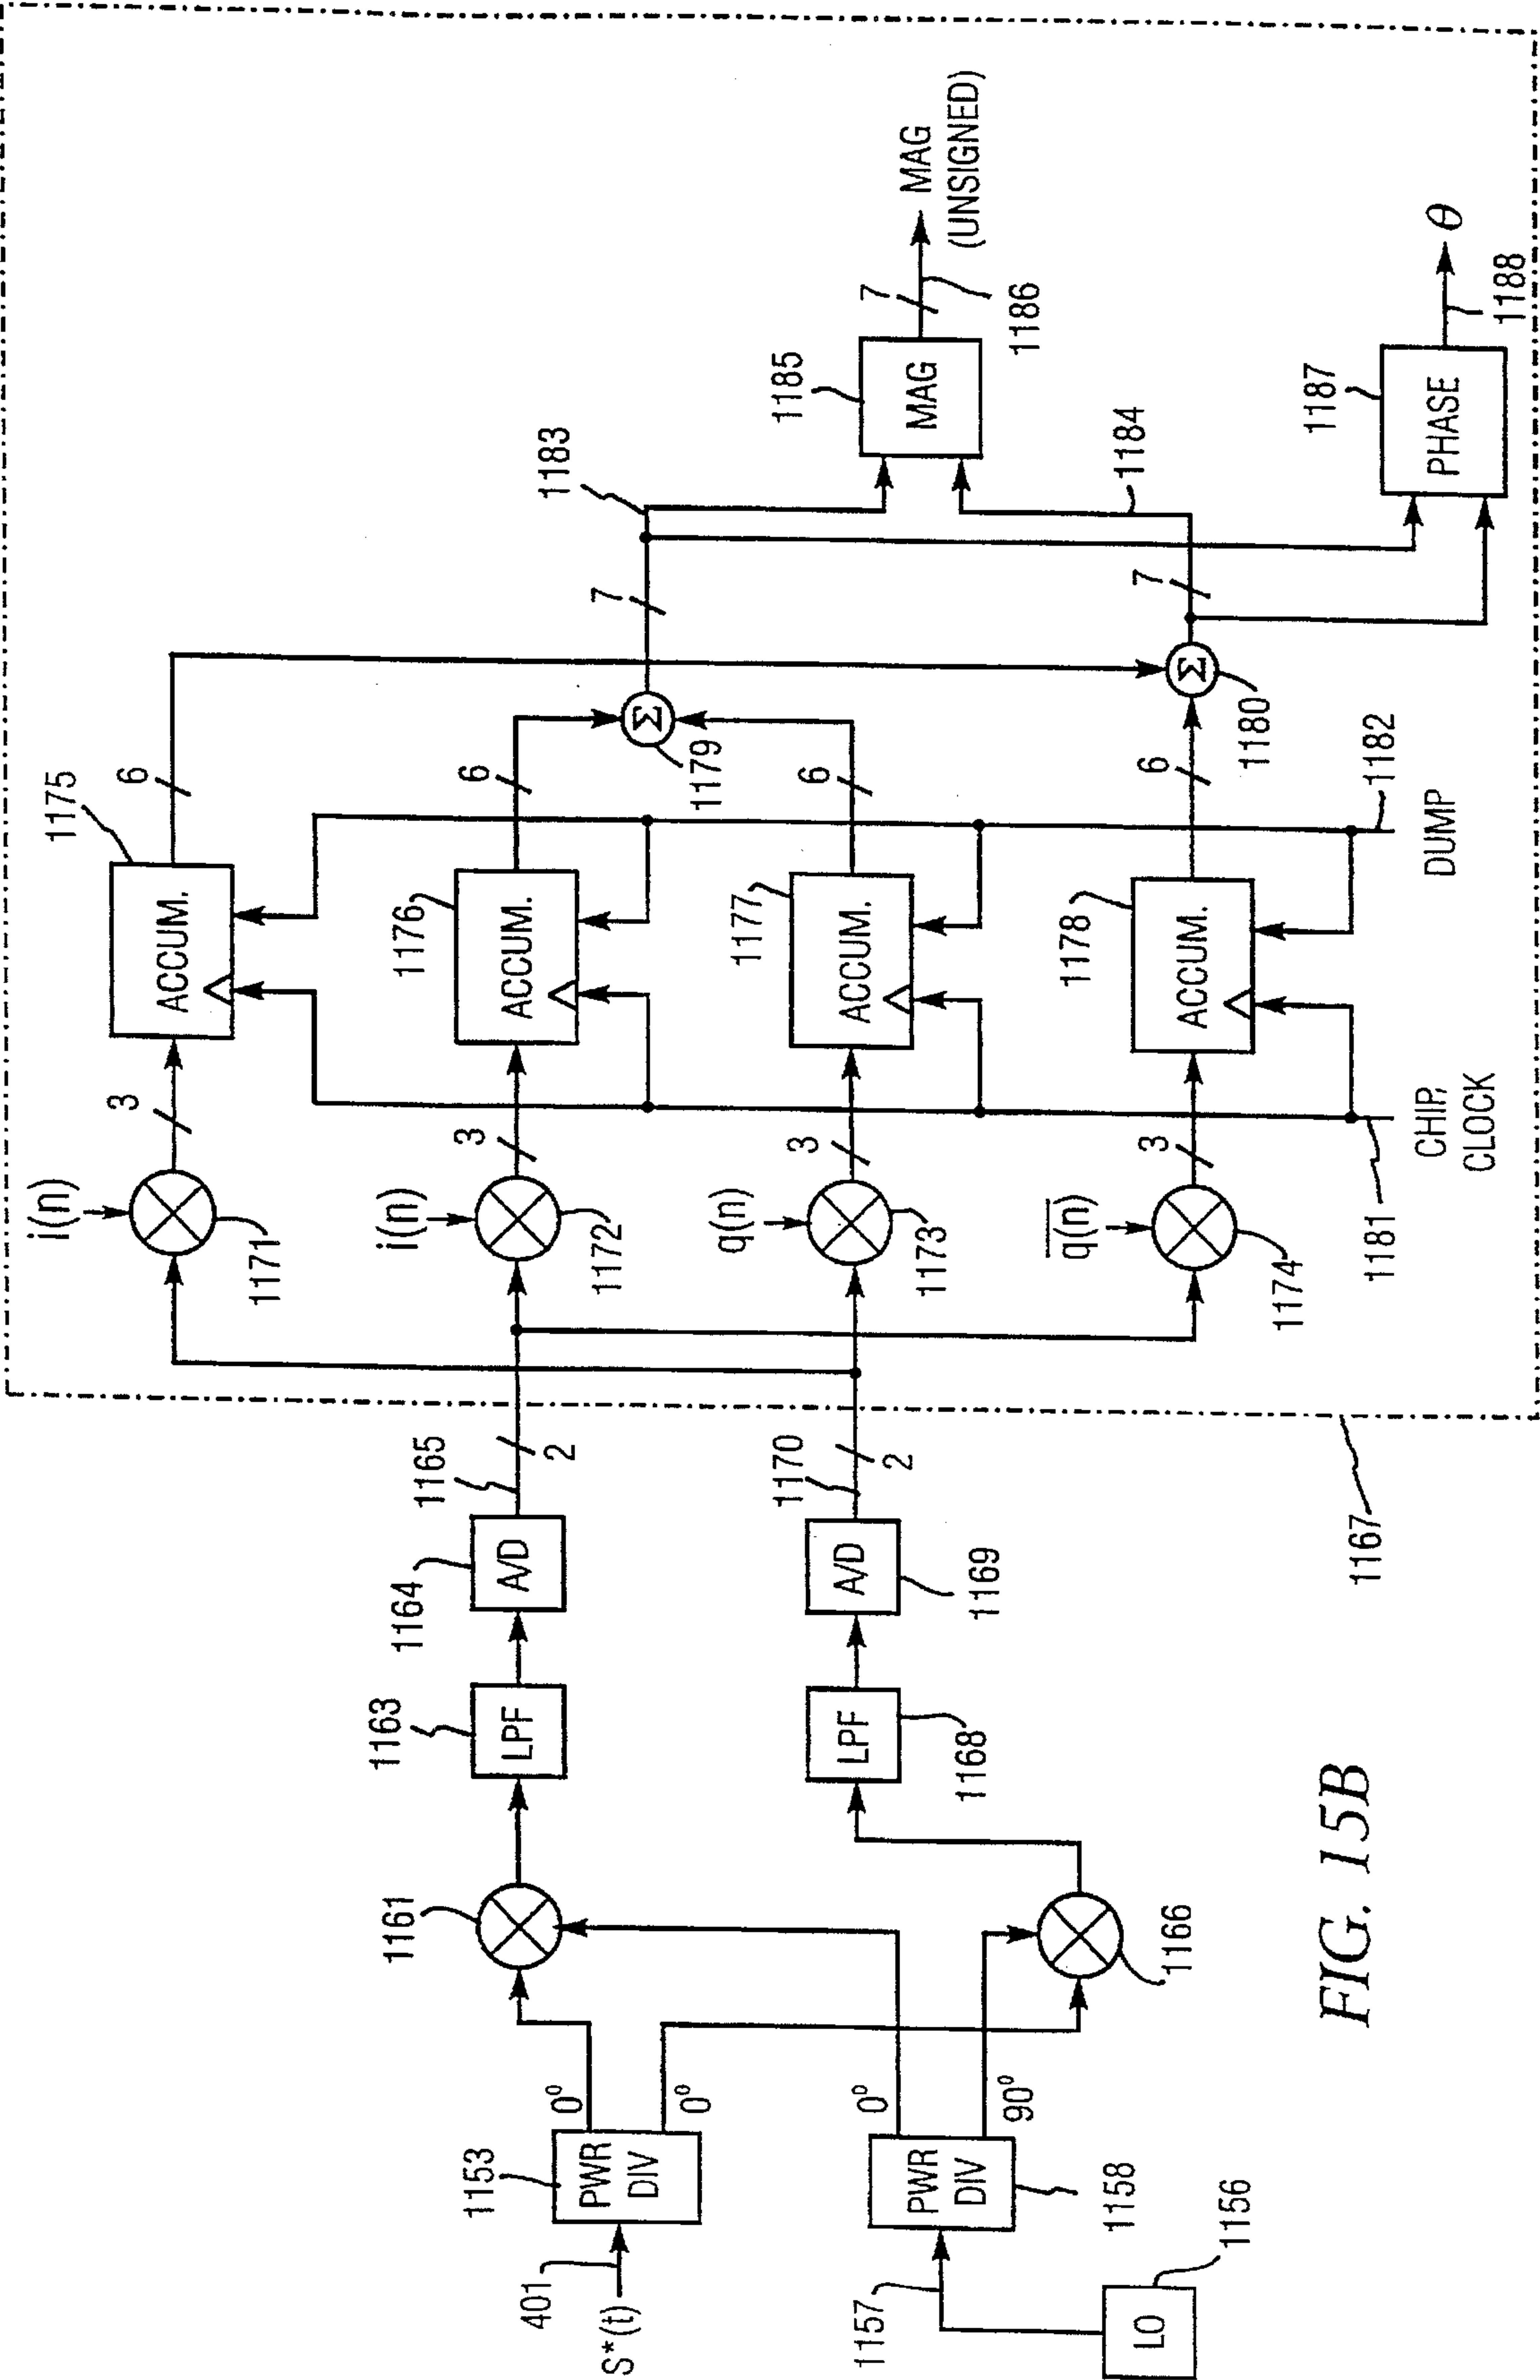 S*(t)
401
1153
PWR
DIV
0°
0°
LO
1156
1157
PWR
DIV
1158
0°
90°
1161
1166
LPF
1163
LPF
1168
A/D
1164
A/D
1169
1165
2
1170
2
1167
i(n)
1171
i(n)
1172
q(n)
1173
q(n)̅
1174
3
3
3
3
1181
CHIP
CLOCK
ACCUM.
1175
ACCUM.
1176
ACCUM.
1177
ACCUM.
1178
DUMP
1182
6
6
6
6
Σ
1179
Σ
1180
7
7
1183
1184
MAG
1185
7
1186
MAG
(UNSIGNED)
PHASE
1187
1188
θ
FIG. 15B